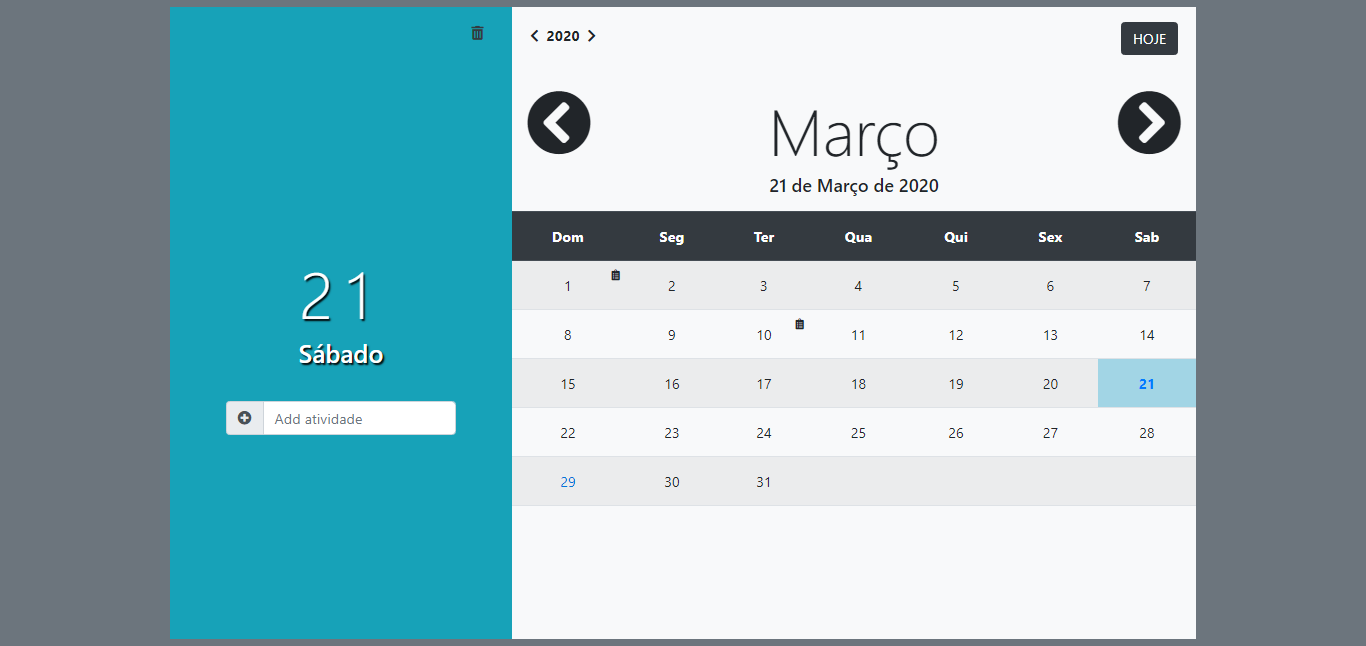 21
Sábado
Add atividade
2020
HOJE
Março
21 de Março de 2020
Dom Seg Ter Qua Qui Sex Sab
1 2 3 4 5 6 7
8 9 10 11 12 13 14
15 16 17 18 19 20 21
22 23 24 25 26 27 28
29 30 31